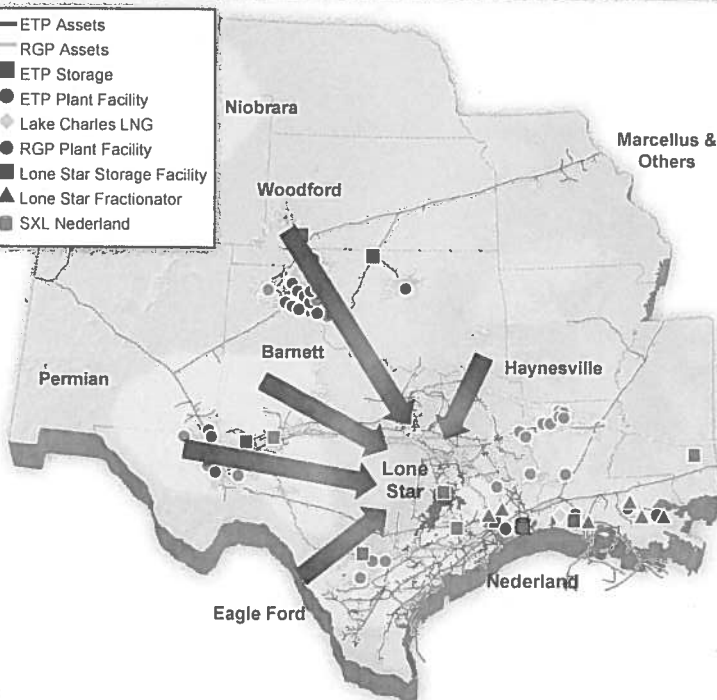 ETP Assets
RGP Assets
ETP Storage
ETP Plant Facility
Lake Charles LNG
RGP Plant Facility
Lone Star Storage Facility
Lone Star Fractionator
SXL Nederland
Niobrara
Marcellus &
Others
Woodford
Barnett
Haynesville
Permian
Lone
Star
Nederland
Eagle Ford